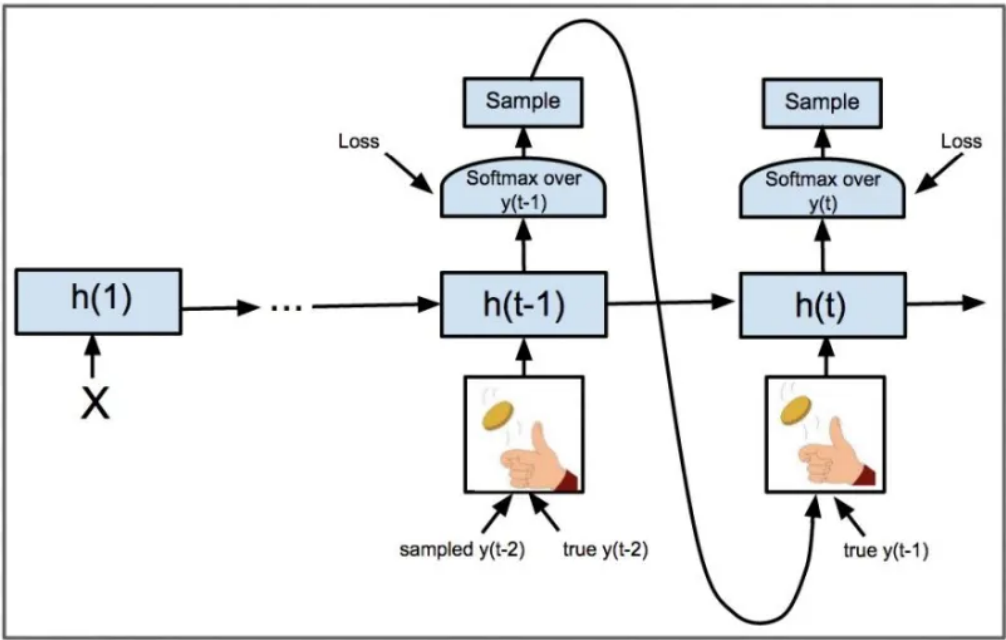 Sample
Sample
Loss
Loss
Softmax over
y(t-1)
Softmax over
y(t)
h(1)
...
h(t-1)
h(t)
X
sampled y(t-2)
true y(t-2)
true y(t-1)